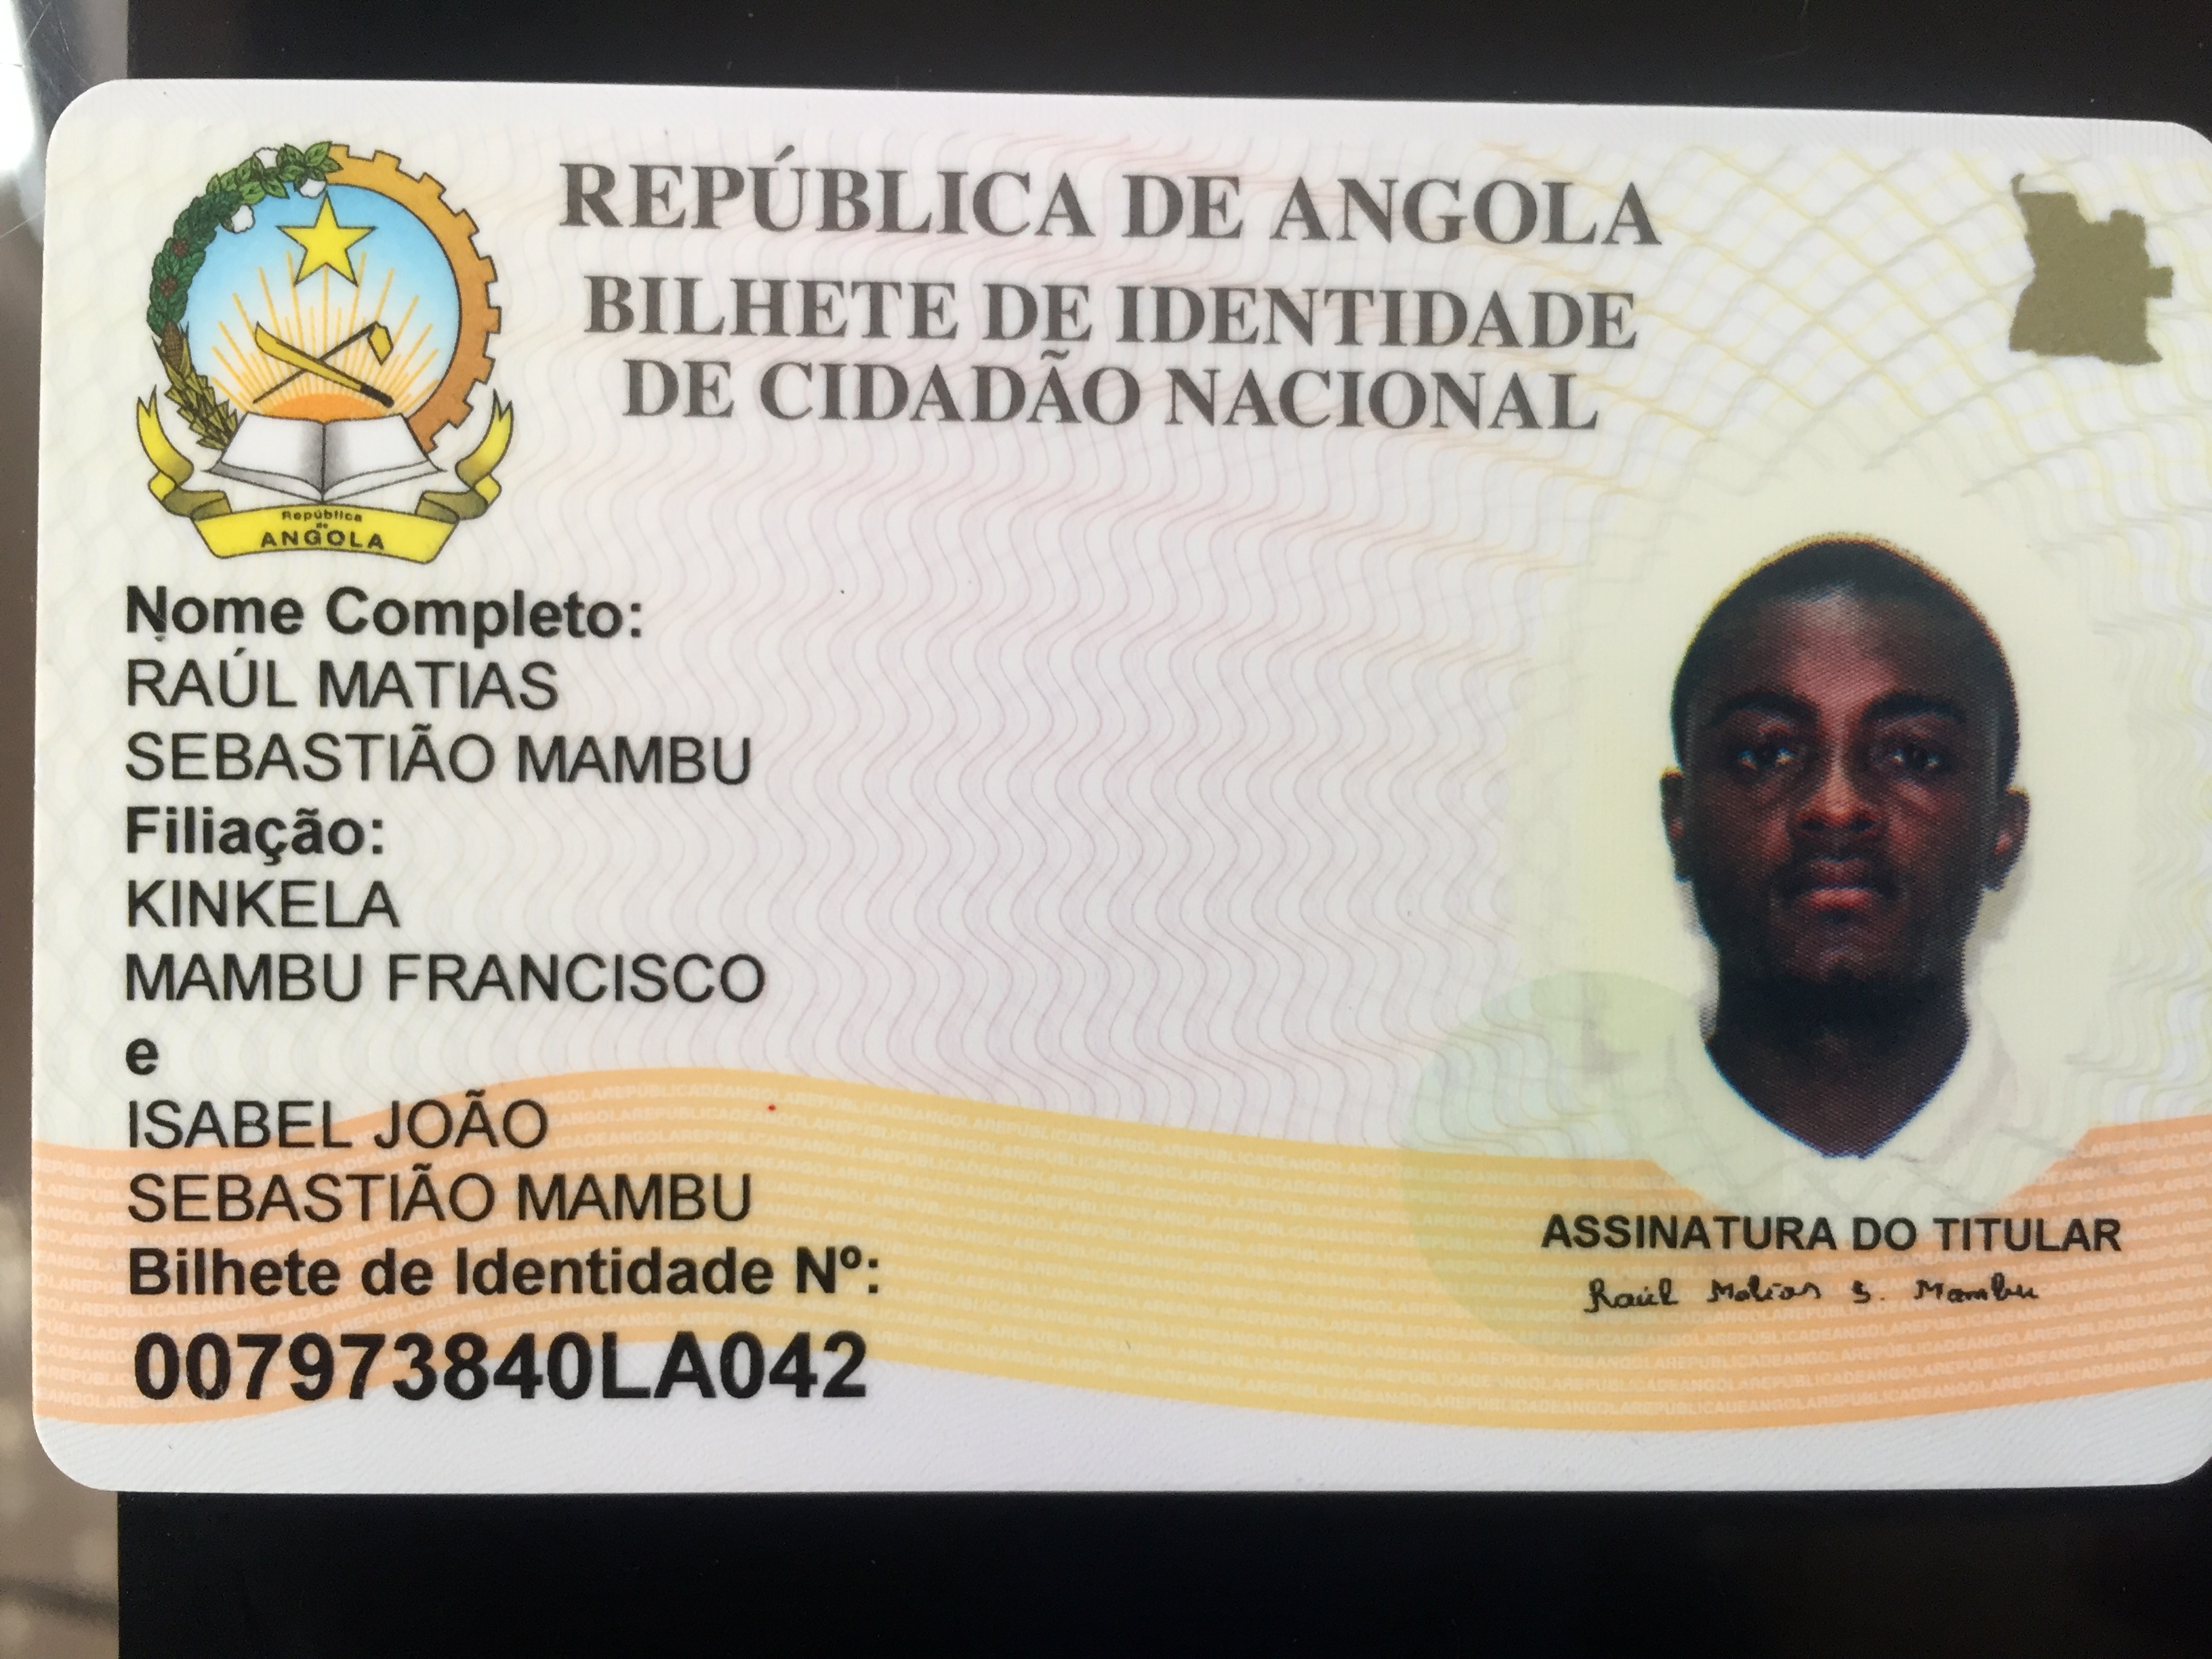 REPÚBLICA DE ANGOLA
BILHETE DE IDENTIDADE
DE CIDADÃO NACIONAL
República
de
ANGOLA
Nome Completo:
RAÚL MATIAS
SEBASTIÃO MAMBU
Filiação:
KINKELA
MAMBU FRANCISCO
e
ISABEL JOÃO
SEBASTIÃO MAMBU
Bilhete de Identidade Nº:
007973840LA042
ASSINATURA DO TITULAR
Raúl Matias S. Mambu